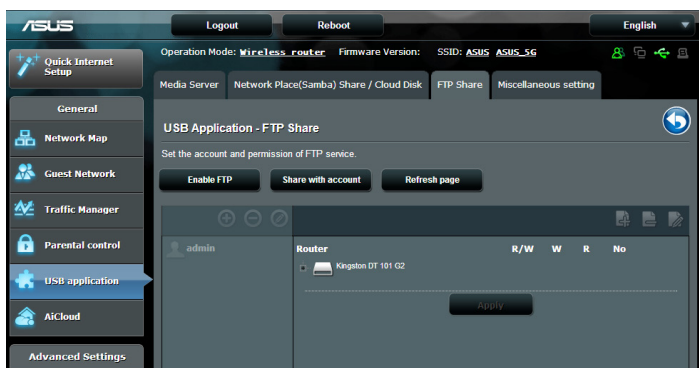 ASUS
Logout
Reboot
English
Quick Internet
Setup
Operation Mode: Wireless router Firmware Version: SSID: ASUS ASUS_5G
Media Server
Network Place(Samba) Share / Cloud Disk
FTP Share
Miscellaneous setting
General
Network Map
Guest Network
Traffic Manager
Parental control
USB application
AiCloud
Advanced Settings
USB Application - FTP Share
Set the account and permission of FTP service.
Enable FTP
Share with account
Refresh page
admin
Router R/W W R No
Kingston DT 101 G2
Apply